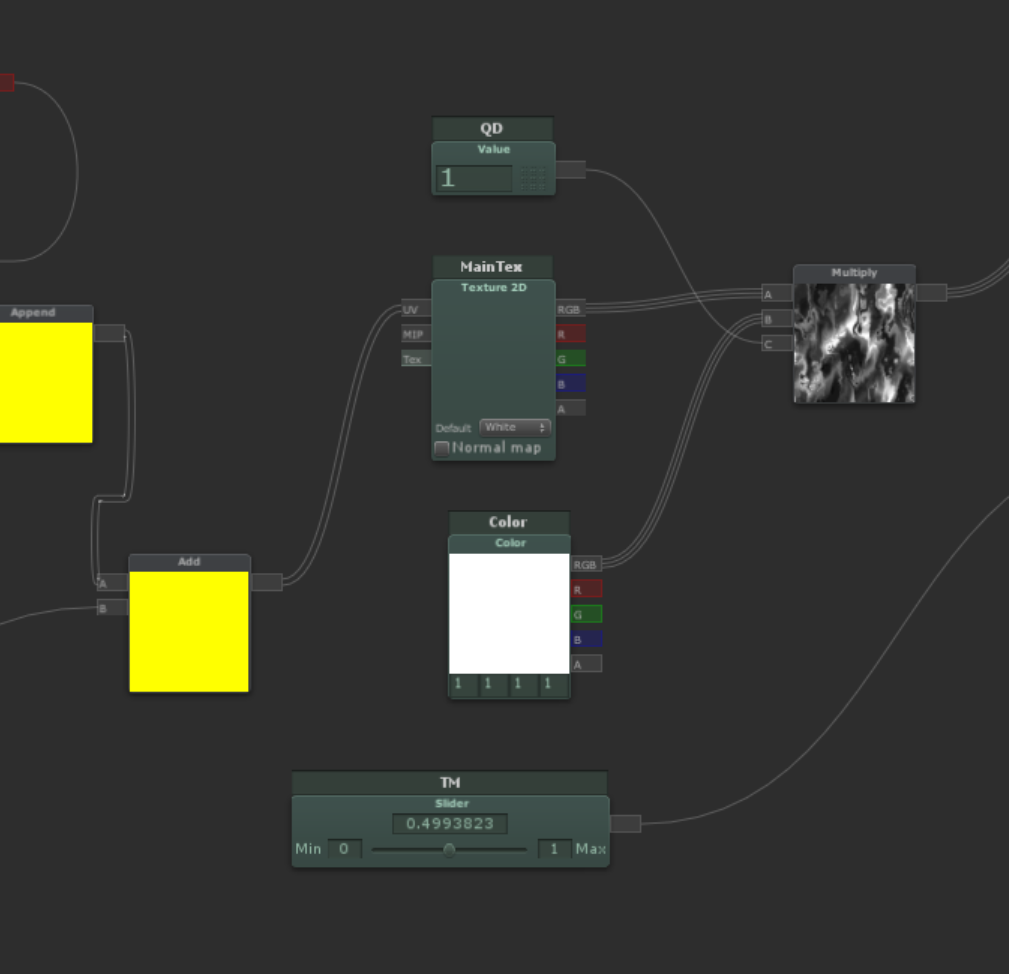 QD
Value
1
MainTex
Texture 2D
UV
MIP
Tex
RGB
R
G
B
A
Default White
Normal map
Multiply
A
B
C
Append
Add
A
B
Color
Color
RGB
R
G
B
A
1 1 1 1
TM
Slider
0.4993823
Min 0 1 Max